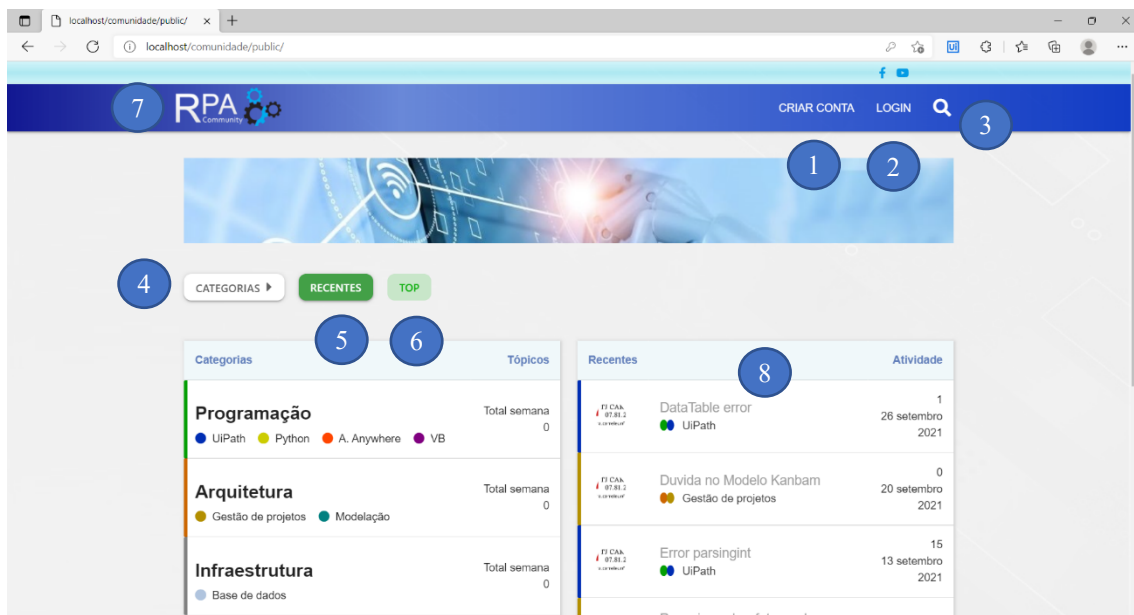 localhost/comunidade/public/
localhost/comunidade/public/
UI
7
RPA
Community
CRIAR CONTA LOGIN
3
1
2
4
CATEGORIAS RECENTES TOP
5
6
Categorias Tópicos
Programação
UiPath Python A. Anywhere VB
Total semana
0
Arquitetura
Gestão de projetos Modelação
Total semana
0
Infraestrutura
Base de dados
Total semana
0
Recentes Atividade
8
DataTable error
UiPath
1
26 setembro
2021
Duvida no Modelo Kanbam
Gestão de projetos
0
20 setembro
2021
Error parsingint
UiPath
15
13 setembro
2021